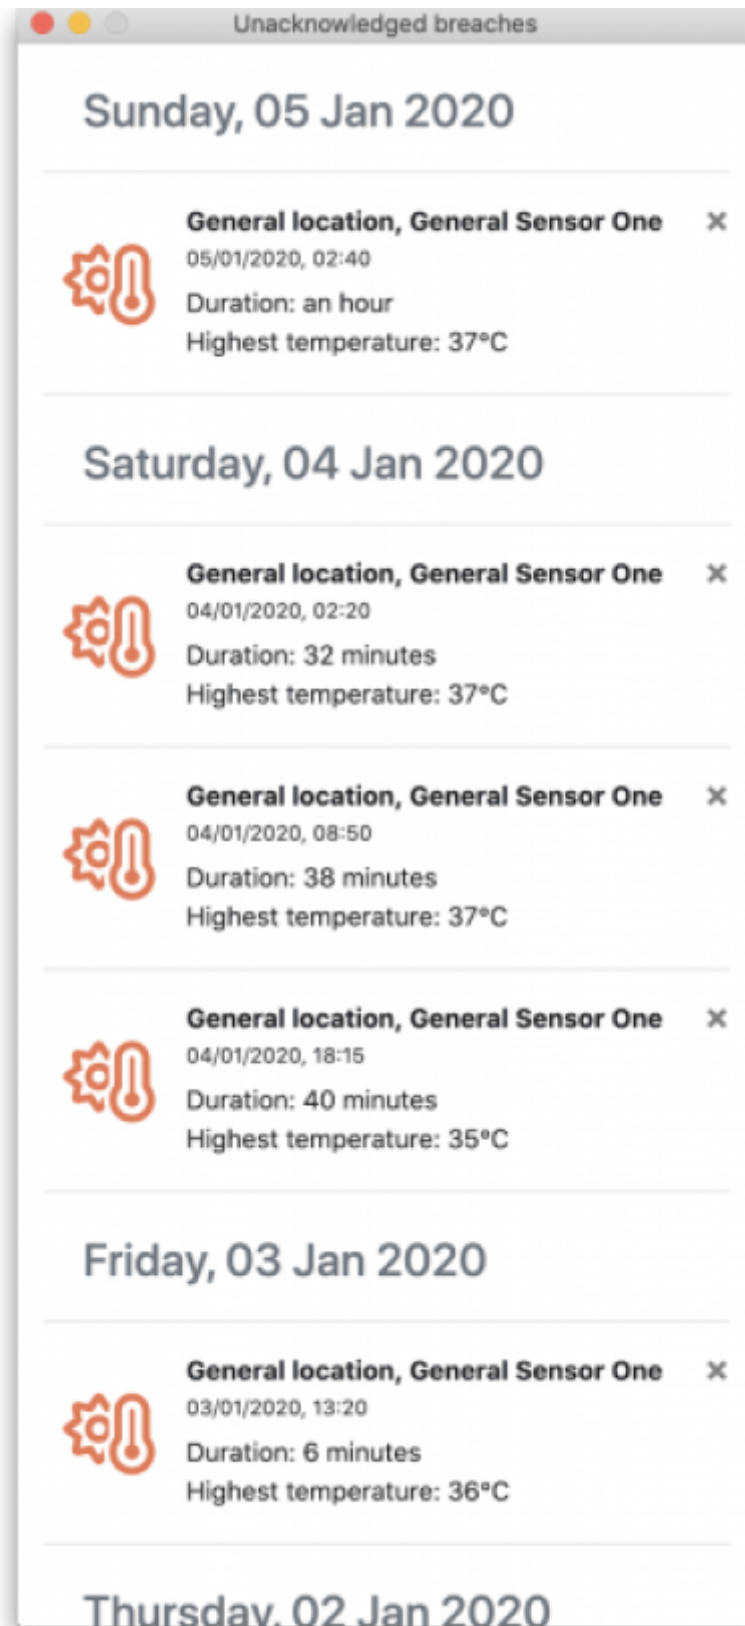 Unacknowledged breaches
Sunday, 05 Jan 2020
General location, General Sensor One
05/01/2020, 02:40
Duration: an hour
Highest temperature: 37°C
Saturday, 04 Jan 2020
General location, General Sensor One
04/01/2020, 02:20
Duration: 32 minutes
Highest temperature: 37°C
General location, General Sensor One
04/01/2020, 08:50
Duration: 38 minutes
Highest temperature: 37°C
General location, General Sensor One
04/01/2020, 18:15
Duration: 40 minutes
Highest temperature: 35°C
Friday, 03 Jan 2020
General location, General Sensor One
03/01/2020, 13:20
Duration: 6 minutes
Highest temperature: 36°C
Thursday, 02 Jan 2020